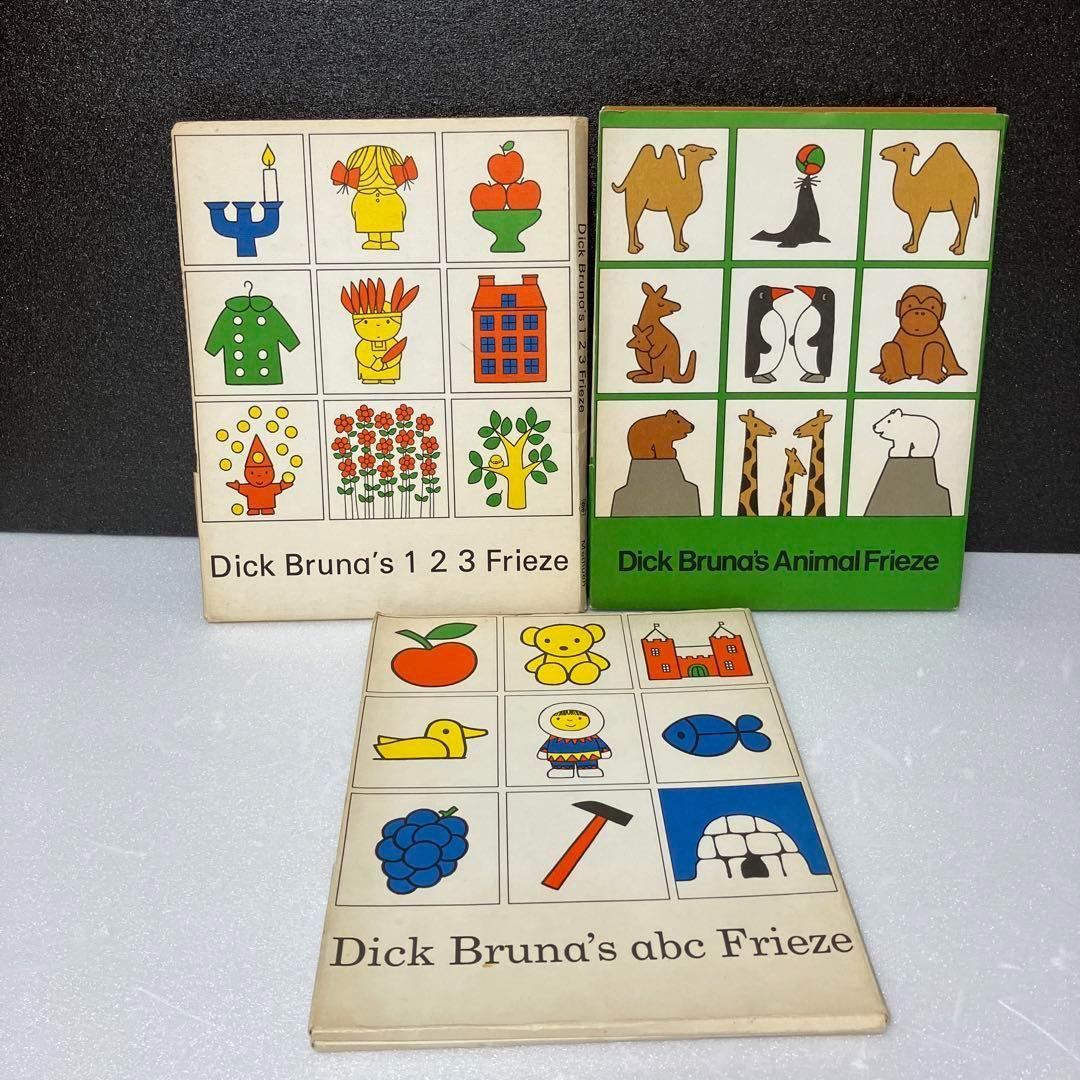 Dick Bruna's 1 2 3 Frieze
Dick Bruna's 1 2 3 Frieze
Methuen
Dick Bruna's Animal Frieze
Dick Bruna's abc Frieze